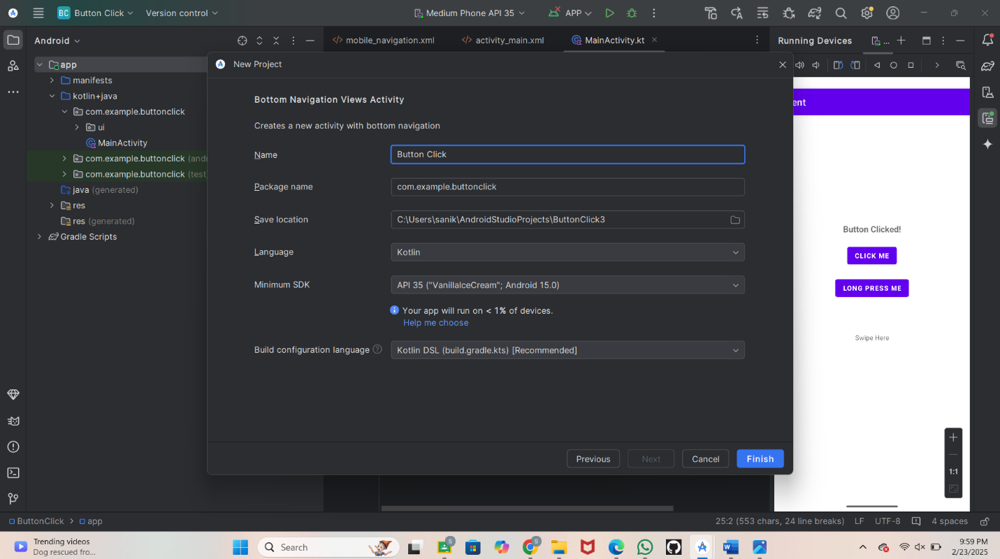 BC Button Click
Version control
Medium Phone API 35
APP
Android
mobile_navigation.xml
activity_main.xml
MainActivity.kt
Running Devices
...
app
manifests
kotlin+java
com.example.buttonclick
ui
MainActivity
com.example.buttonclick (and
com.example.buttonclick (test
java (generated)
res
res (generated)
Gradle Scripts
New Project
Bottom Navigation Views Activity
Creates a new activity with bottom navigation
Name
Button Click
Package name
com.example.buttonclick
Save location
C:\Users\sanik\AndroidStudioProjects\ButtonClick3
Language
Kotlin
Minimum SDK
API 35 ("VanillaIceCream"; Android 15.0)
Your app will run on < 1% of devices.
Help me choose
Build configuration language
Kotlin DSL (build.gradle.kts) [Recommended]
Previous
Next
Cancel
Finish
ent
Button Clicked!
CLICK ME
LONG PRESS ME
Swipe Here
1:1
ButtonClick > app
25:2 (553 chars, 24 line breaks)
LF
UTF-8
4 spaces
Trending videos
Dog rescued fro...
Search
S
S
9:59 PM
2/23/2025